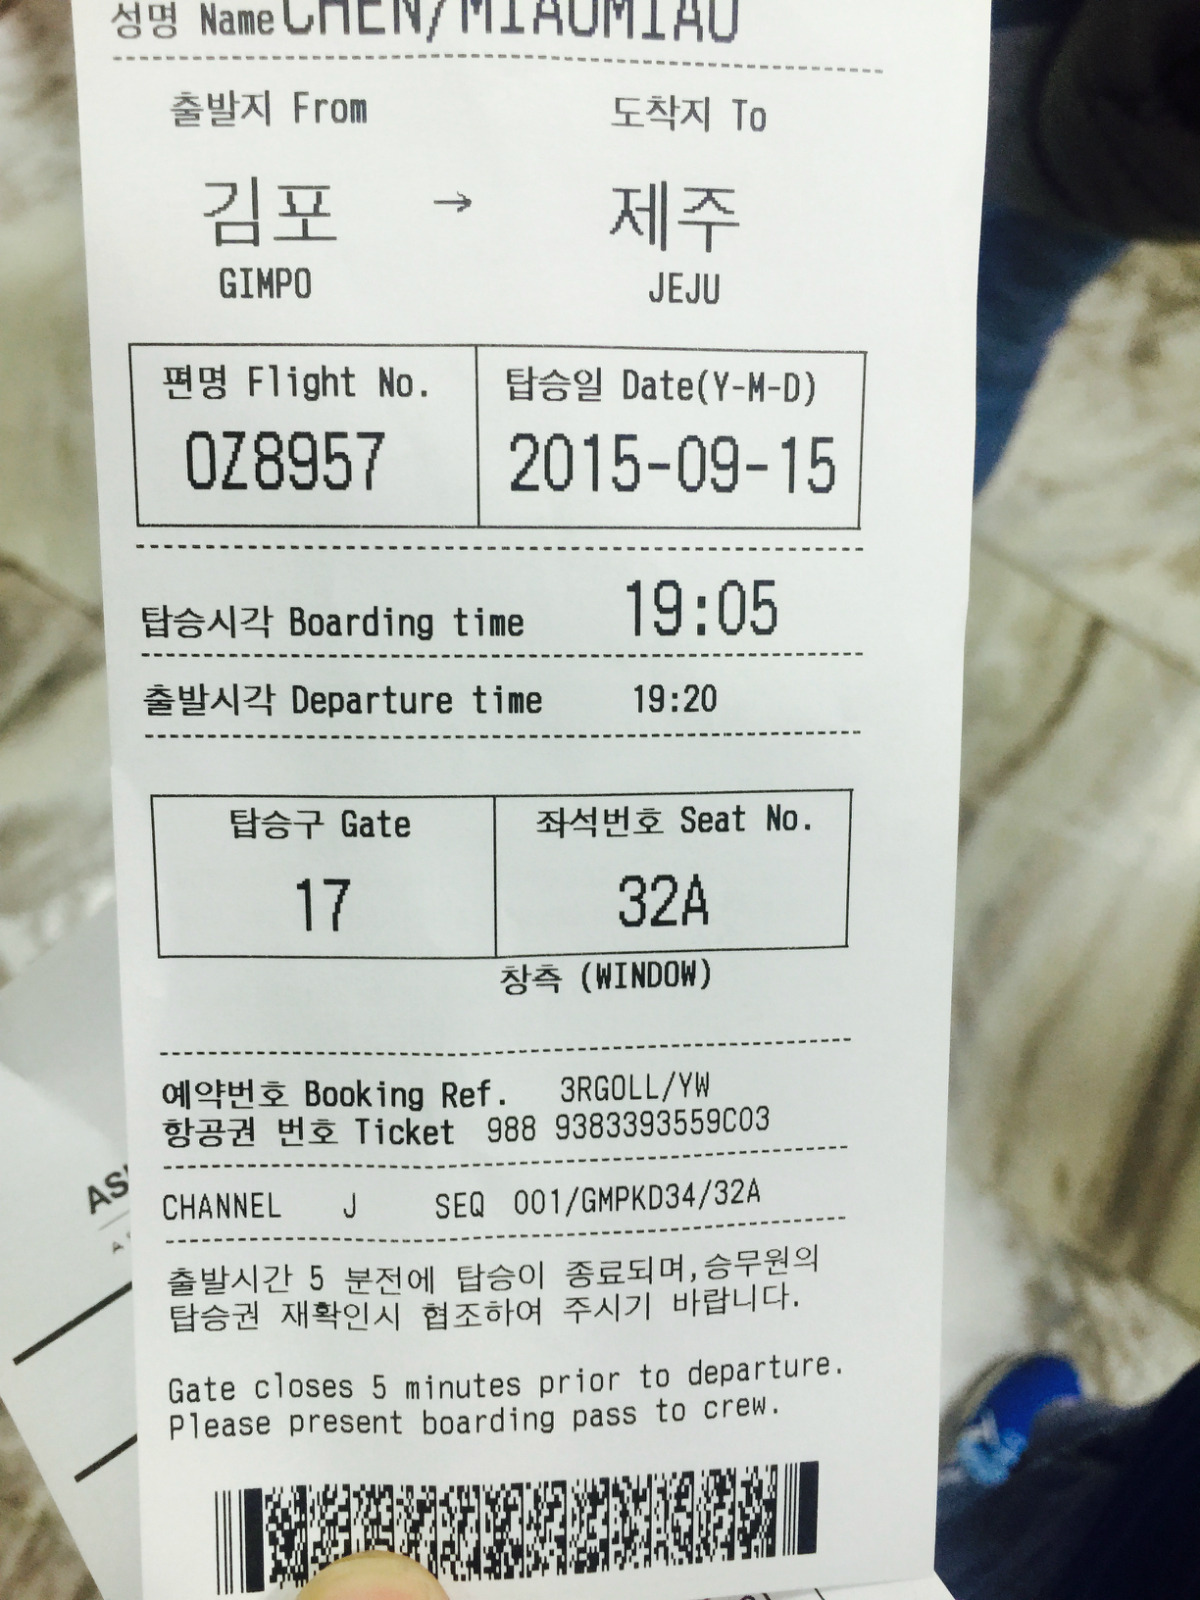 성명 Name CHEN/MIAOMIAO
출발지 From 도착지 To
김포 → 제주
GIMPO JEJU
편명 Flight No. 탑승일 Date(Y-M-D)
OZ8957 2015-09-15
탑승시각 Boarding time 19:05
출발시각 Departure time 19:20
탑승구 Gate 좌석번호 Seat No.
17 32A
창측 (WINDOW)
예약번호 Booking Ref. 3RGOLL/YW
항공권 번호 Ticket 988 9383393559C03
CHANNEL J SEQ 001/GMPKD34/32A
출발시간 5 분전에 탑승이 종료되며,승무원의
탑승권 재확인시 협조하여 주시기 바랍니다.
Gate closes 5 minutes prior to departure.
Please present boarding pass to crew.